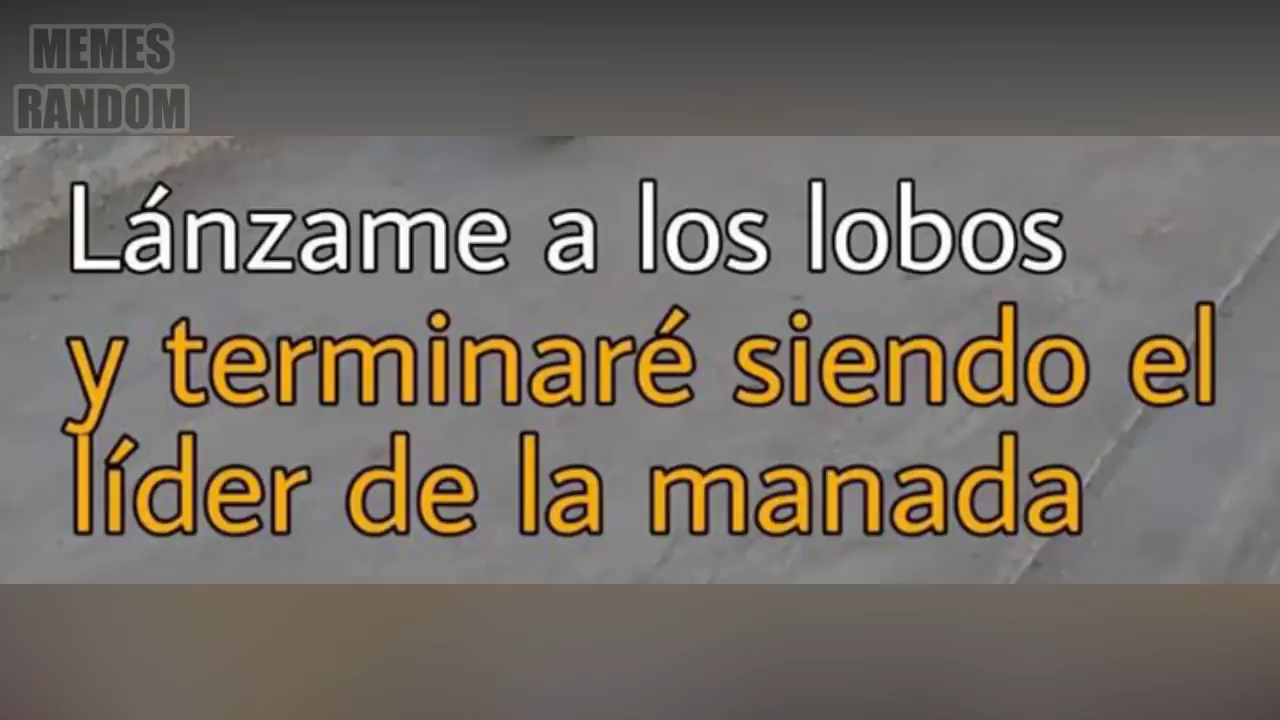 MEMES
RANDOM
Lánzame a los lobos
y terminaré siendo el
líder de la manada